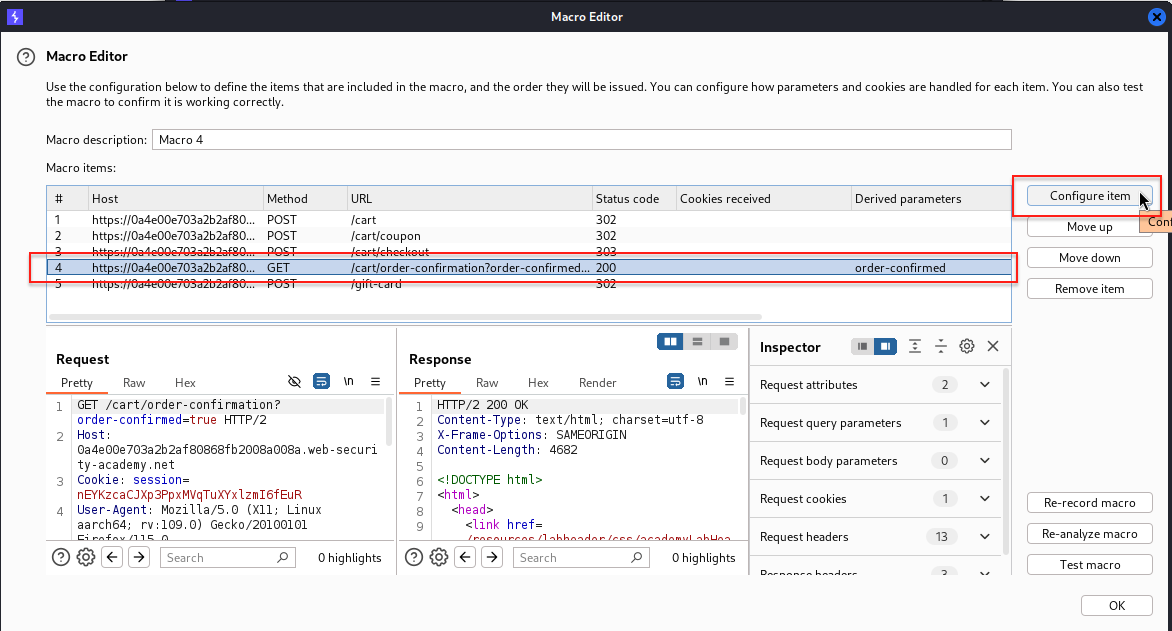 Macro Editor
Macro Editor
Use the configuration below to define the items that are included in the macro, and the order they will be issued. You can configure how parameters and cookies are handled for each item. You can also test
the macro to confirm it is working correctly.
Macro description: Macro 4
Macro items:
# Host Method URL Status code Cookies received Derived parameters
1 https://0a4e00e703a2b2af80... POST /cart 302
2 https://0a4e00e703a2b2af80... POST /cart/coupon 302
3 https://0a4e00e703a2b2af80... POST /cart/checkout 303
4 https://0a4e00e703a2b2af80... GET /cart/order-confirmation?order-confirmed... 200 order-confirmed
5 https://0a4e00e703a2b2af80... POST /gift-card 302
Configure item
Conf
Move up
Move down
Remove item
Request
Pretty Raw Hex \n
1 GET /cart/order-confirmation?
order-confirmed=true HTTP/2
2 Host:
0a4e00e703a2b2af80868fb2008a008a.web-securi
ty-academy.net
3 Cookie: session=
nEYKzcaCJXp3PpxMVqTuXYxlzmI6fEuR
4 User-Agent: Mozilla/5.0 (X11; Linux
aarch64; rv:109.0) Gecko/20100101
Firefox/115.0
Search 0 highlights
Response
Pretty Raw Hex Render \n
1 HTTP/2 200 OK
2 Content-Type: text/html; charset=utf-8
3 X-Frame-Options: SAMEORIGIN
4 Content-Length: 4682
5
6 <!DOCTYPE html>
7 <html>
8 <head>
9 <link href=
/resources/labheader/css/academyLabHea
Search 0 highlights
Inspector
Request attributes 2
Request query parameters 1
Request body parameters 0
Request cookies 1
Request headers 13
Response headers 3
Re-record macro
Re-analyze macro
Test macro
OK